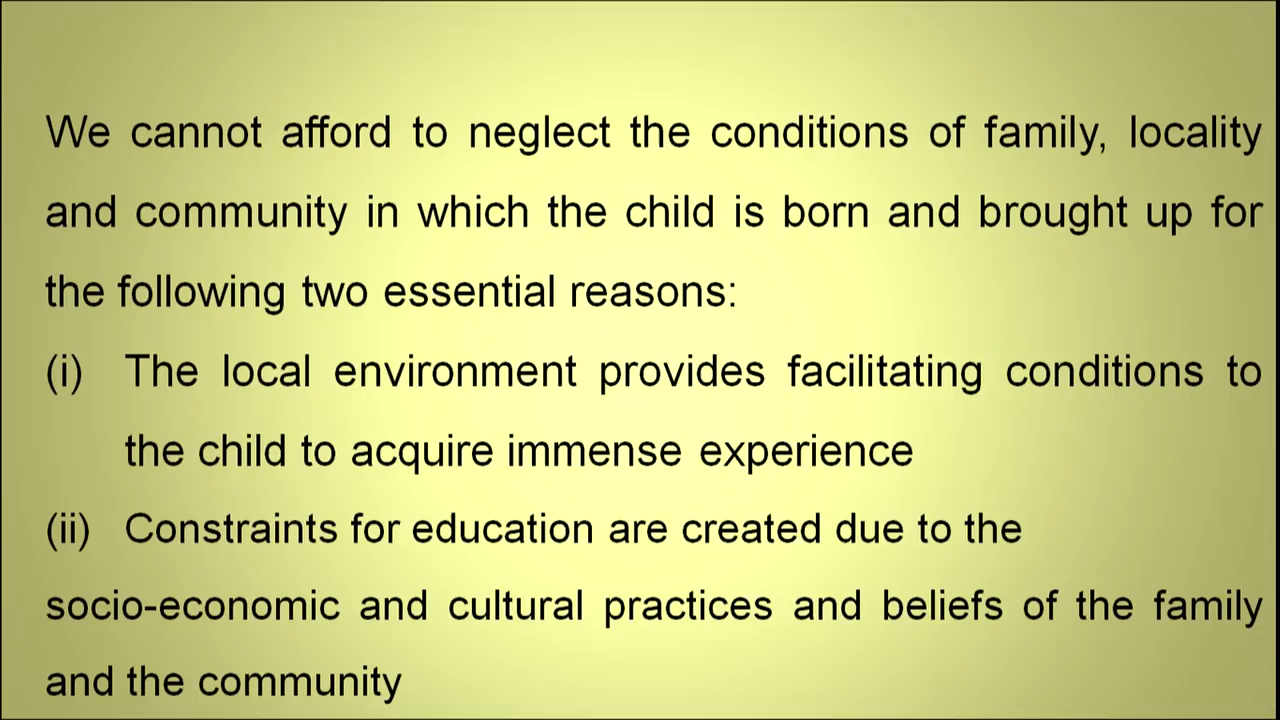 We cannot afford to neglect the conditions of family, locality
and community in which the child is born and brought up for
the following two essential reasons:
(i) The local environment provides facilitating conditions to
the child to acquire immense experience
(ii) Constraints for education are created due to the
socio-economic and cultural practices and beliefs of the family
and the community